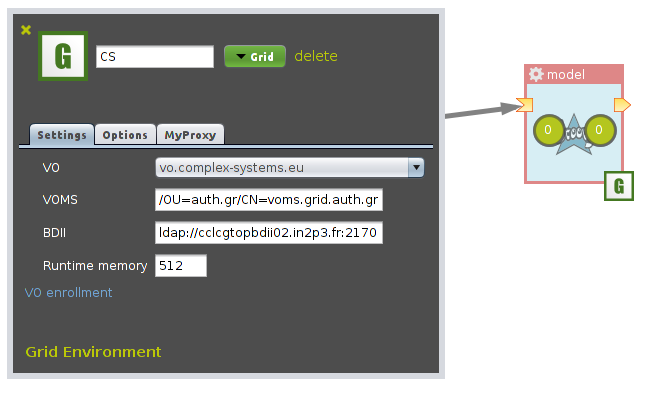 G CS Grid delete
Settings Options MyProxy
VO vo.complex-systems.eu
VOMS /OU=auth.gr/CN=voms.grid.auth.gr
BDII ldap://cclcgtopbdii02.in2p3.fr:2170
Runtime memory 512
VO enrollment
Grid Environment
model
0 tool 0
G